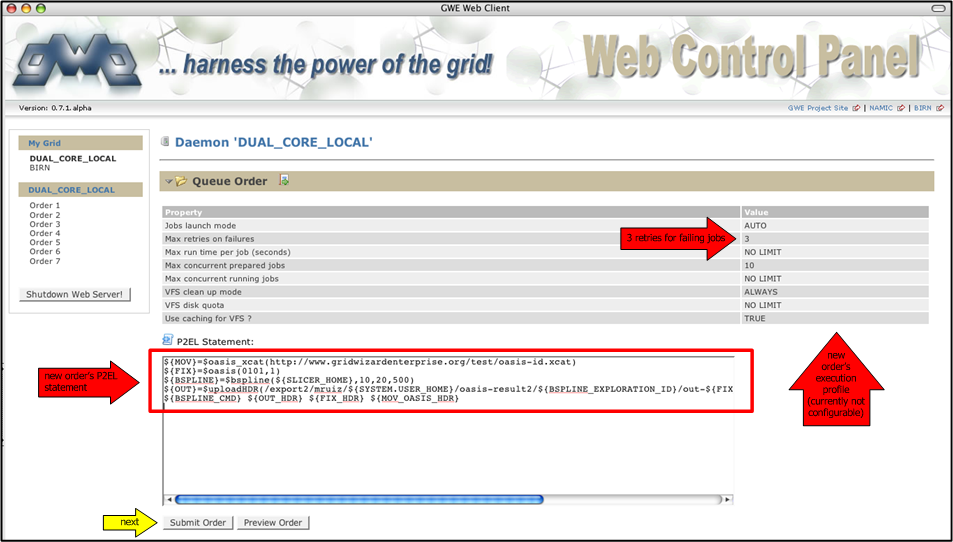 GWE Web Client
gwe ... harness the power of the grid! Web Control Panel
Version: 0.7.1.alpha
GWE Project Site | NAMIC | BIRN
My Grid
DUAL_CORE_LOCAL
BIRN
DUAL_CORE_LOCAL
Order 1
Order 2
Order 3
Order 4
Order 5
Order 6
Order 7
Shutdown Web Server!
Daemon 'DUAL_CORE_LOCAL'
Queue Order
Property Value
Jobs launch mode AUTO
Max retries on failures 3
Max run time per job (seconds) NO LIMIT
Max concurrent prepared jobs 10
Max concurrent running jobs NO LIMIT
VFS clean up mode ALWAYS
VFS disk quota NO LIMIT
Use caching for VFS ? TRUE
3 retries for failing jobs
P2EL Statement:
${MOV}=$oasis_xcat(http://www.gridwizardenterprise.org/test/oasis-id.xcat)
${FIX}=$oasis(0101,1)
${BSPLINE}=$bspline(${SLICER_HOME},10,20,500)
${OUT}=$uploadHDR(/export2/mruiz/${SYSTEM.USER_HOME}/oasis-result2/${BSPLINE_EXPLORATION_ID}/out-${FIX
${BSPLINE_CMD} ${OUT_HDR} ${FIX_HDR} ${MOV_OASIS_HDR}
new order's P2EL
statement
new
order's
execution
profile
(currently not
configurable)
next
Submit Order
Preview Order